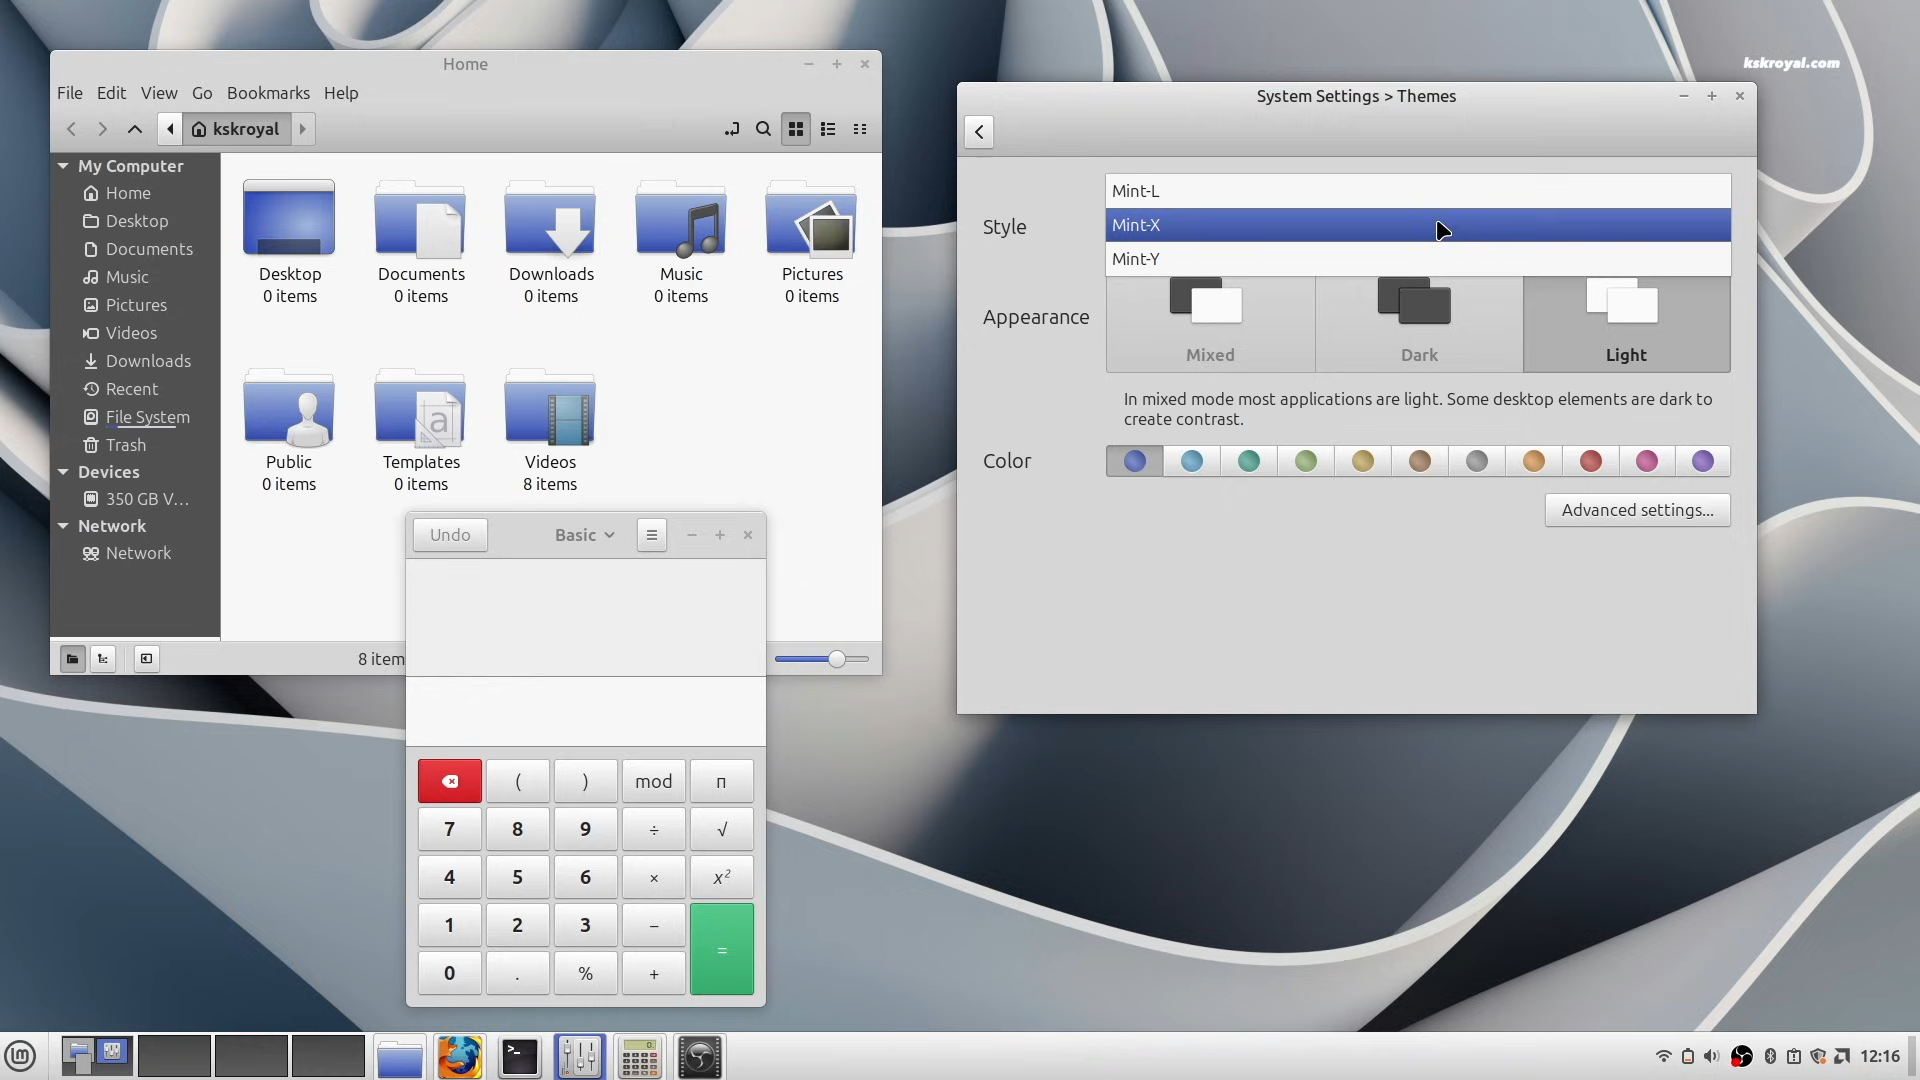 kskroyal.com
Home
File Edit View Go Bookmarks Help
kskroyal
My Computer
Home
Desktop
Documents
Music
Pictures
Videos
Downloads
Recent
File System
Trash
Devices
350 GB V...
Network
Network
Desktop
0 items
Documents
0 items
Downloads
0 items
Music
0 items
Pictures
0 items
Public
0 items
Templates
0 items
Videos
8 items
8 item
Undo
Basic
( ) mod π
7 8 9 ÷ √
4 5 6 × x²
1 2 3 − =
0 . % +
System Settings > Themes
Style
Mint-L
Mint-X
Mint-Y
Appearance
Mixed
Dark
Light
In mixed mode most applications are light. Some desktop elements are dark to
create contrast.
Color
Advanced settings...
12:16